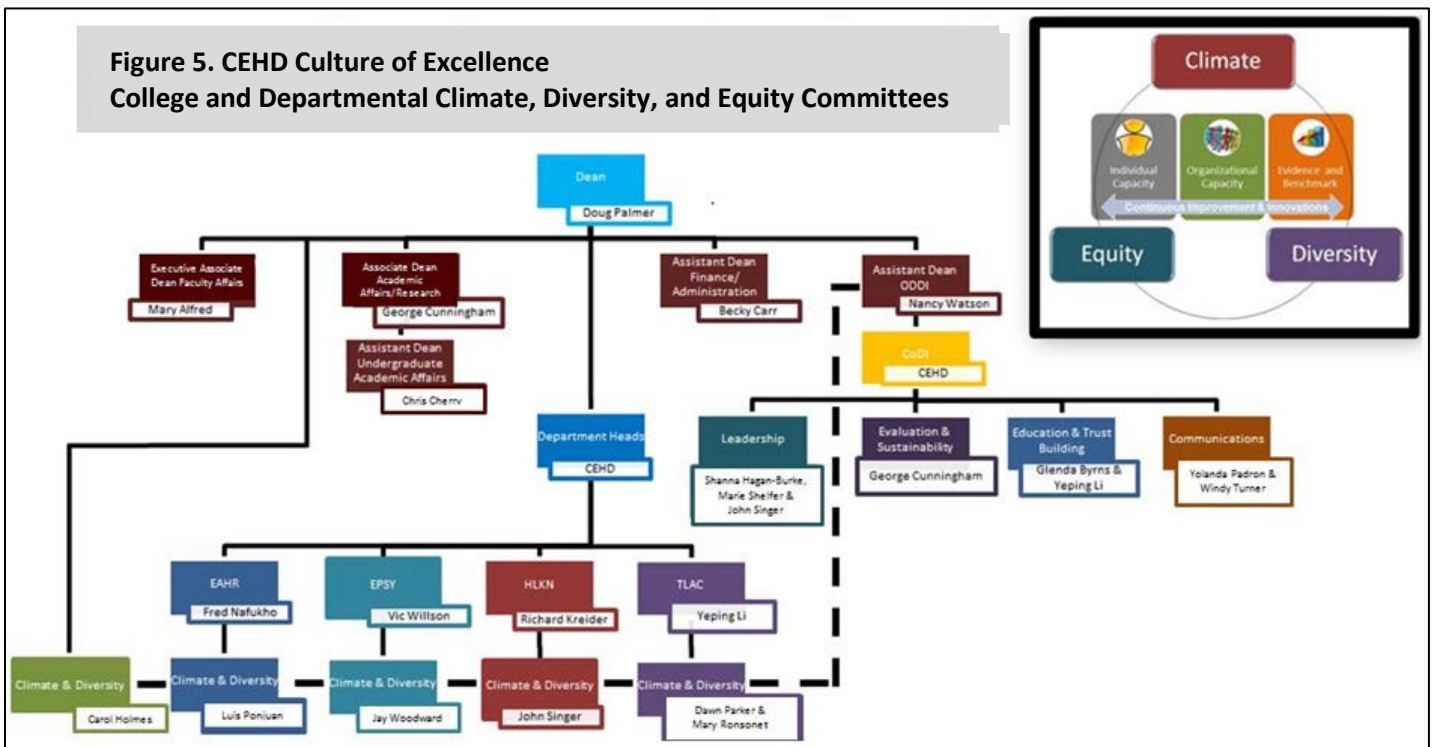 Figure 5. CEHD Culture of Excellence
College and Departmental Climate, Diversity, and Equity Committees
Climate
Individual
Capacity
Organizational
Capacity
Evidence and
Benchmark
Continuous Improvement & Innovations
Equity
Diversity
Dean
Doug Palmer
Executive Associate
Dean Faculty Affairs
Mary Alfred
Associate Dean
Academic
Affairs/Research
George Cunningham
Assistant Dean
Undergraduate
Academic Affairs
Chris Cherry
Assistant Dean
Finance/
Administration
Becky Carr
Assistant Dean
ODDI
Nancy Watson
CoDI
CEHD
Department Heads
CEHD
Leadership
Shanna Hagan-Burke,
Marie Shelfer &
John Singer
Evaluation &
Sustainability
George Cunningham
Education & Trust
Building
Glenda Byrns &
Yeping Li
Communications
Yolanda Padron &
Windy Turner
EAHR
Fred Nafukho
EPSY
Vic Willson
HLKN
Richard Kreider
TLAC
Yeping Li
Climate & Diversity
Carol Holmes
Climate & Diversity
Luis Ponjuan
Climate & Diversity
Jay Woodward
Climate & Diversity
John Singer
Climate & Diversity
Dawn Parker &
Mary Ronsonet